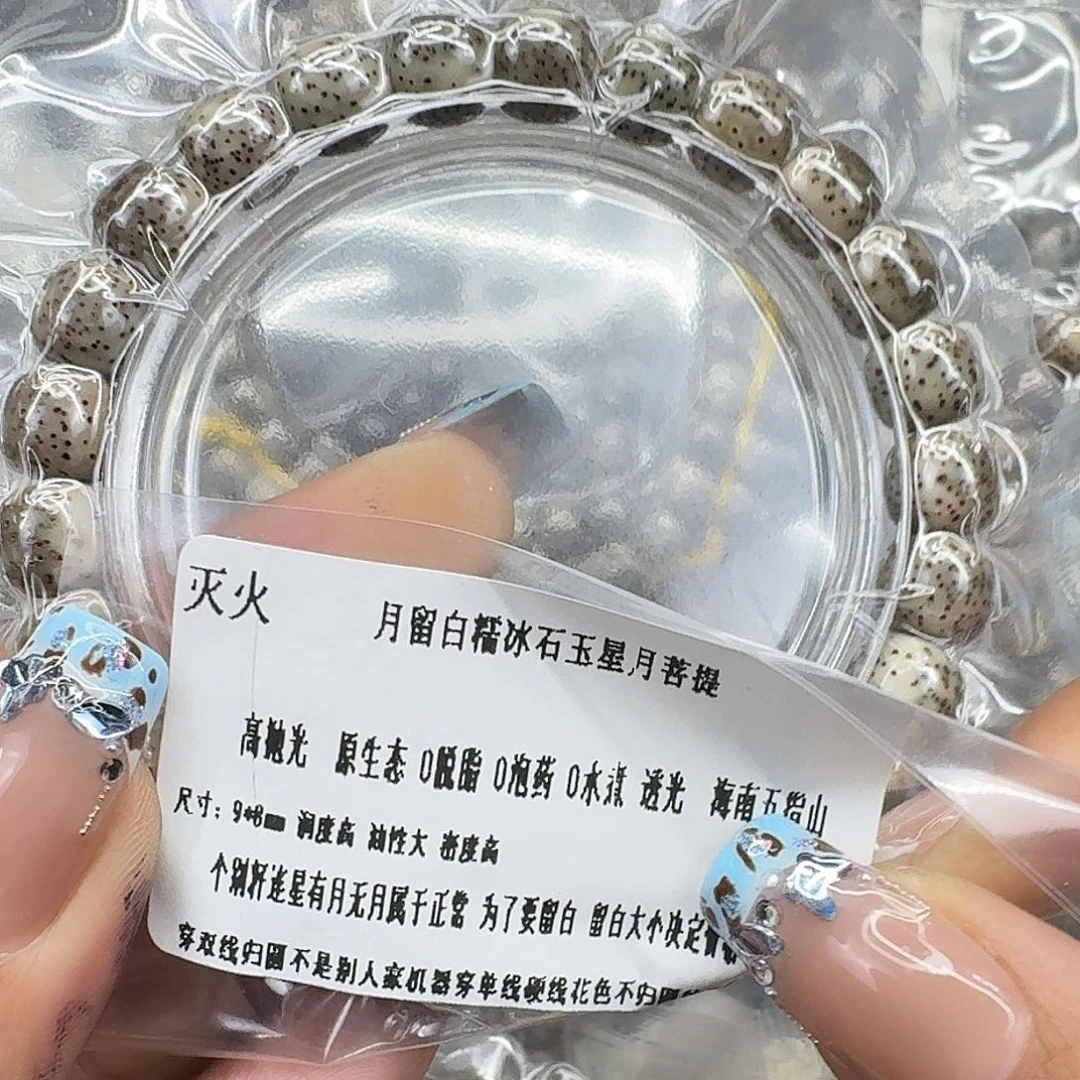 灭火
月留白糯冰石玉星月菩提
高抛光 原生态 0脱脂 0泡药 0水煮 透光 海南五指山
尺寸：9*8mm 润度高 油性大 密度高
个别歼连星有月无月属于正常 为了要留白 留白大小决定
穿双线归圆不是别人家机器穿单线硬线花色不归圆